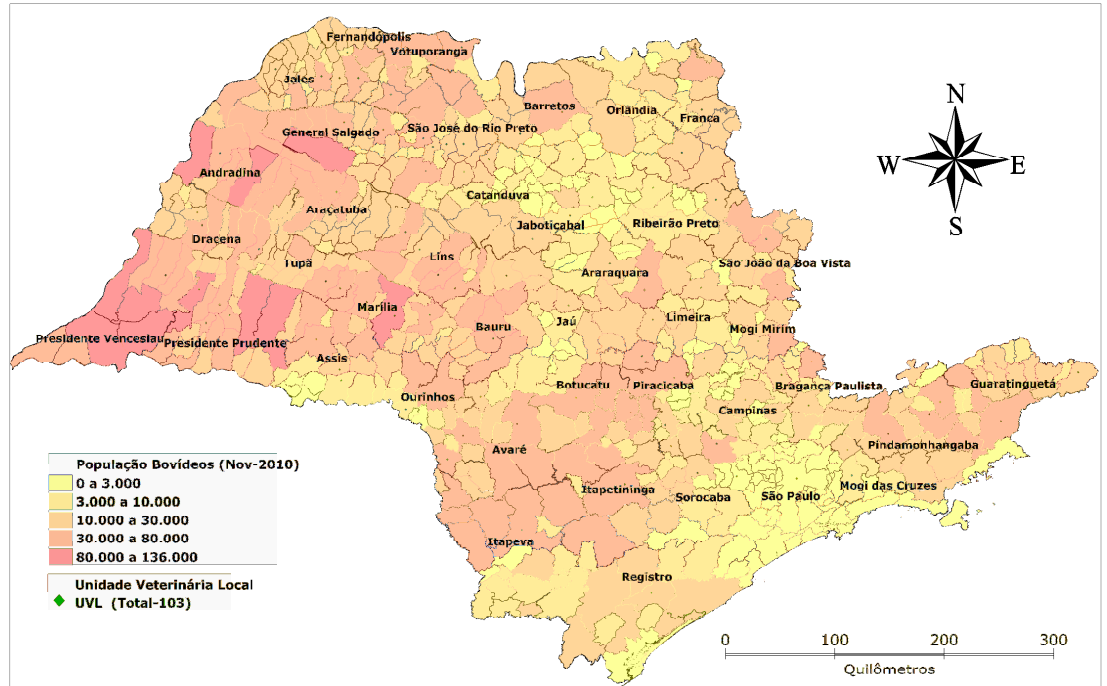 Fernandópolis
Votuporanga
Jales
Barretos
Orlândia
Franca
General Salgado
São José do Rio Preto
Andradina
Catanduva
Araçatuba
Jaboticabal
Ribeirão Preto
Dracena
Lins
Tupã
Araraquara
São João da Boa Vista
Marília
Presidente Venceslau
Presidente Prudente
Bauru
Jaú
Limeira
Mogi Mirim
Assis
Botucatu
Piracicaba
Bragança Paulista
Guaratinguetá
Ourinhos
Campinas
Avaré
Pindamonhangaba
Itapetininga
Sorocaba
São Paulo
Mogi das Cruzes
Itapeva
Registro
N
W
E
S
População Bovídeos (Nov-2010)
0 a 3.000
3.000 a 10.000
10.000 a 30.000
30.000 a 80.000
80.000 a 136.000
Unidade Veterinária Local
UVL (Total-103)
0 100 200 300
Quilômetros